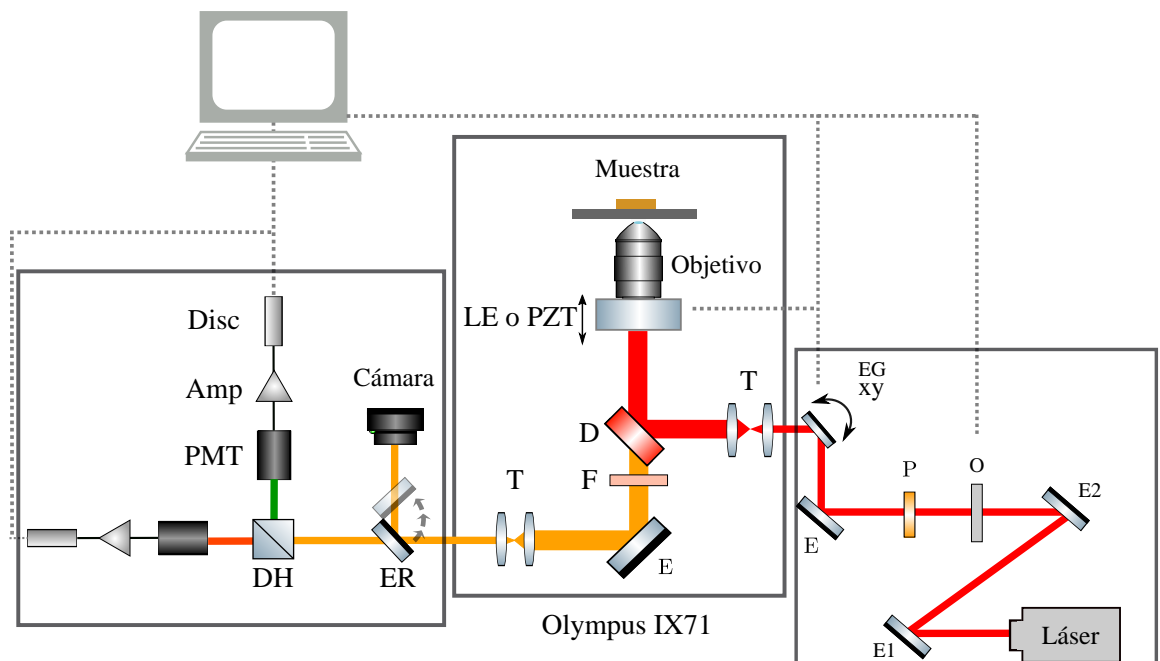 Muestra
Objetivo
LE o PZT
Disc
Cámara
Amp
PMT
DH
ER
T
D
F
E
T
Olympus IX71
EG
xy
P
O
E2
E
E1
Láser